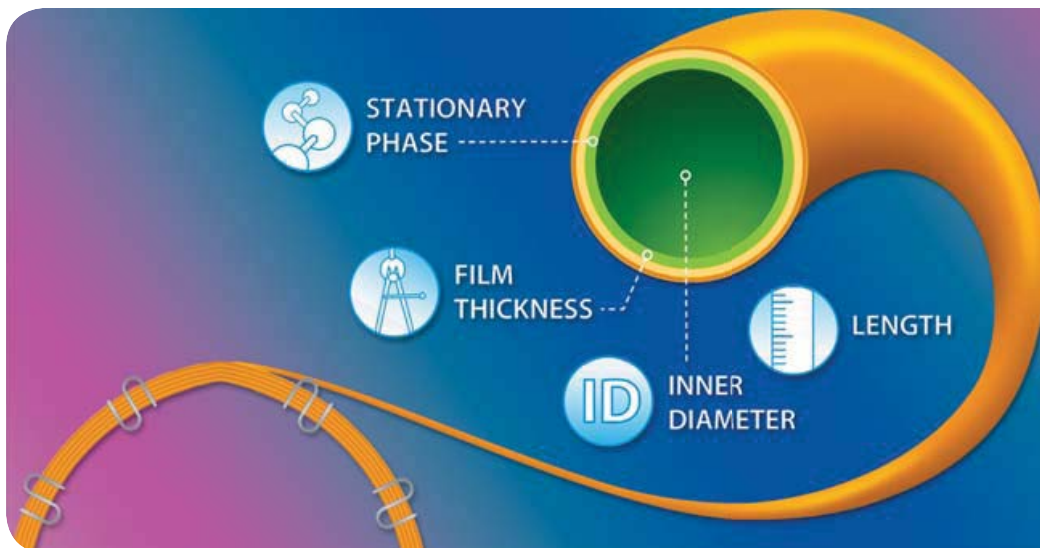 STATIONARY
PHASE
FILM
THICKNESS
LENGTH
ID
INNER
DIAMETER